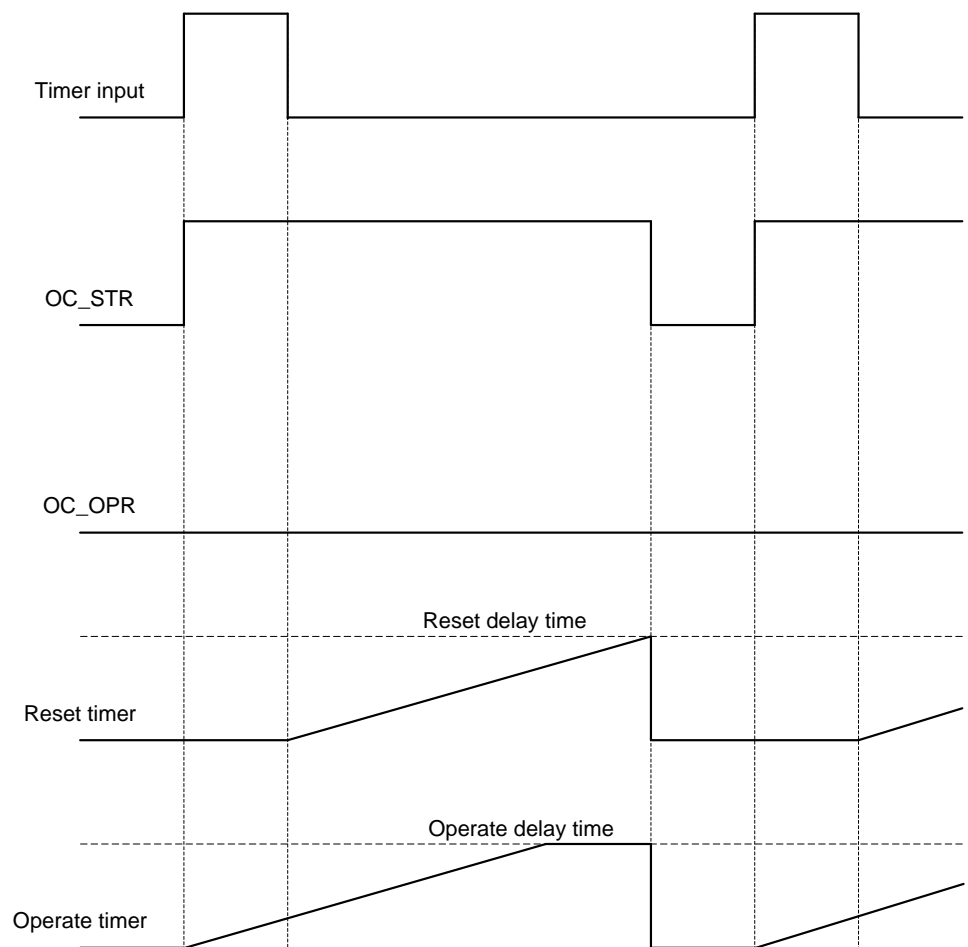 Timer input
OC_STR
OC_OPR
Reset delay time
Reset timer
Operate delay time
Operate timer